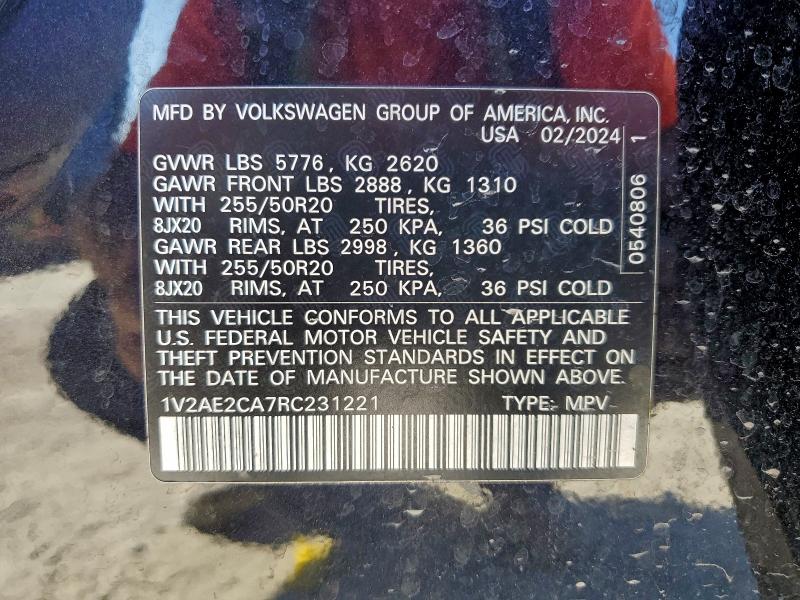 MFD BY VOLKSWAGEN GROUP OF AMERICA, INC.
USA 02/2024
GVWR LBS 5776, KG 2620
GAWR FRONT LBS 2888, KG 1310
WITH 255/50R20 TIRES,
8JX20 RIMS, AT 250 KPA, 36 PSI COLD
GAWR REAR LBS 2998, KG 1360
WITH 255/50R20 TIRES,
8JX20 RIMS, AT 250 KPA, 36 PSI COLD
0540806 1
THIS VEHICLE CONFORMS TO ALL APPLICABLE
U.S. FEDERAL MOTOR VEHICLE SAFETY AND
THEFT PREVENTION STANDARDS IN EFFECT ON
THE DATE OF MANUFACTURE SHOWN ABOVE.
1V2AE2CA7RC231221 TYPE: MPV